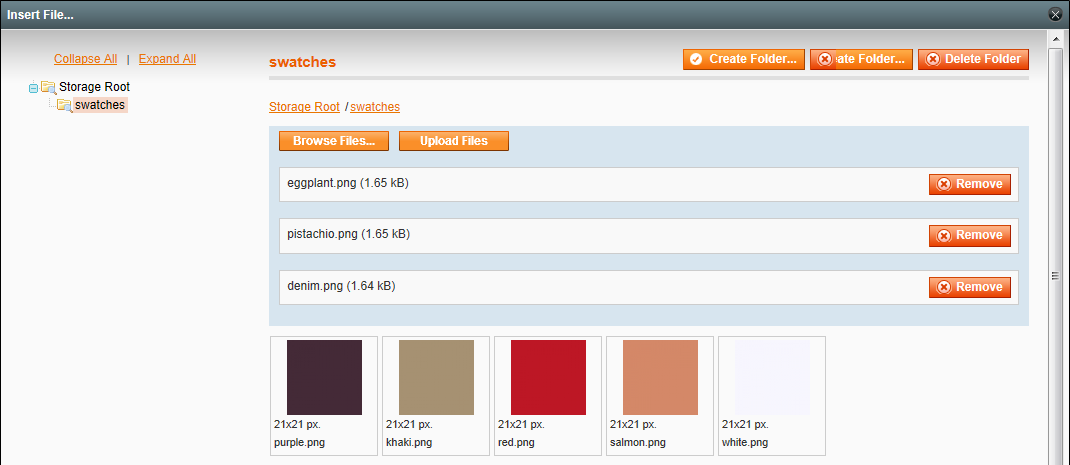 Insert File...
Collapse All | Expand All
Storage Root
swatches
swatches
Create Folder...
ate Folder...
Delete Folder
Storage Root / swatches
Browse Files...
Upload Files
eggplant.png (1.65 kB)
Remove
pistachio.png (1.65 kB)
Remove
denim.png (1.64 kB)
Remove
21x21 px.
purple.png
21x21 px.
khaki.png
21x21 px.
red.png
21x21 px.
salmon.png
21x21 px.
white.png